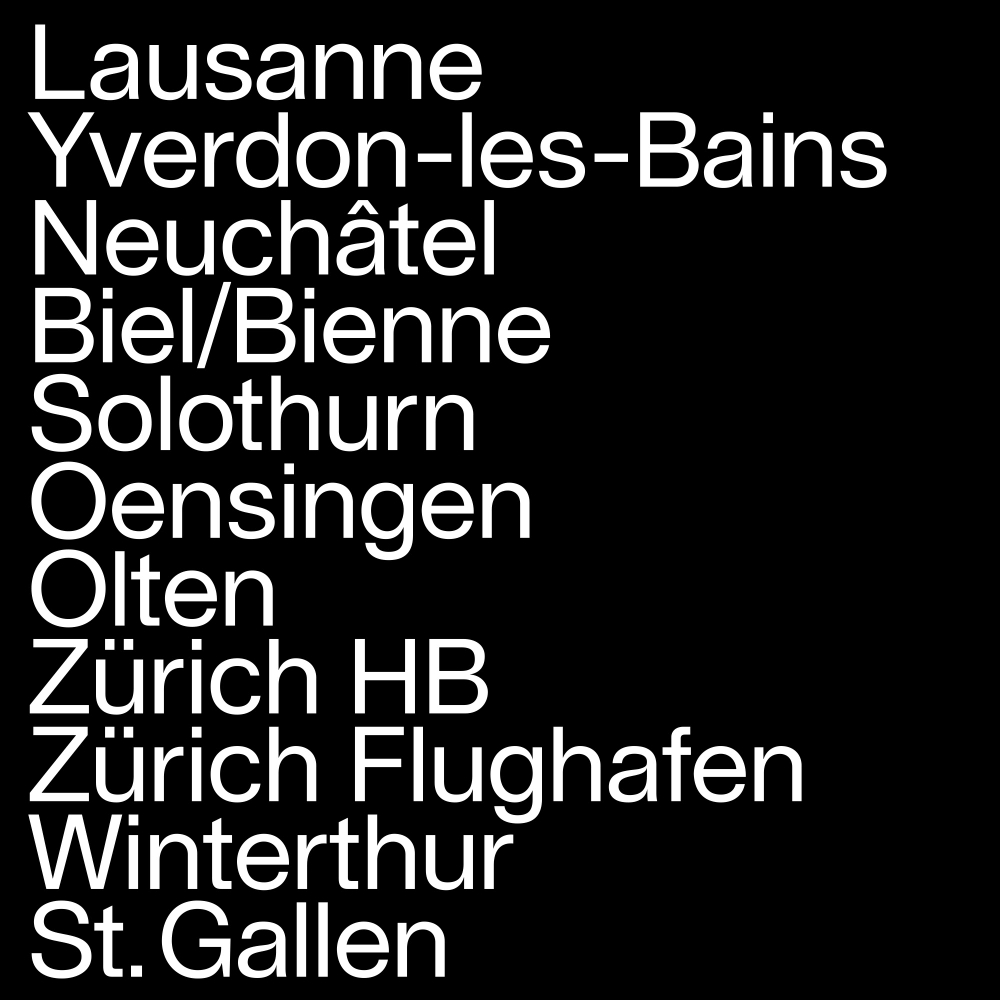 Lausanne
Yverdon-les-Bains
Neuchâtel
Biel/Bienne
Solothurn
Oensingen
Olten
Zürich HB
Zürich Flughafen
Winterthur
St. Gallen